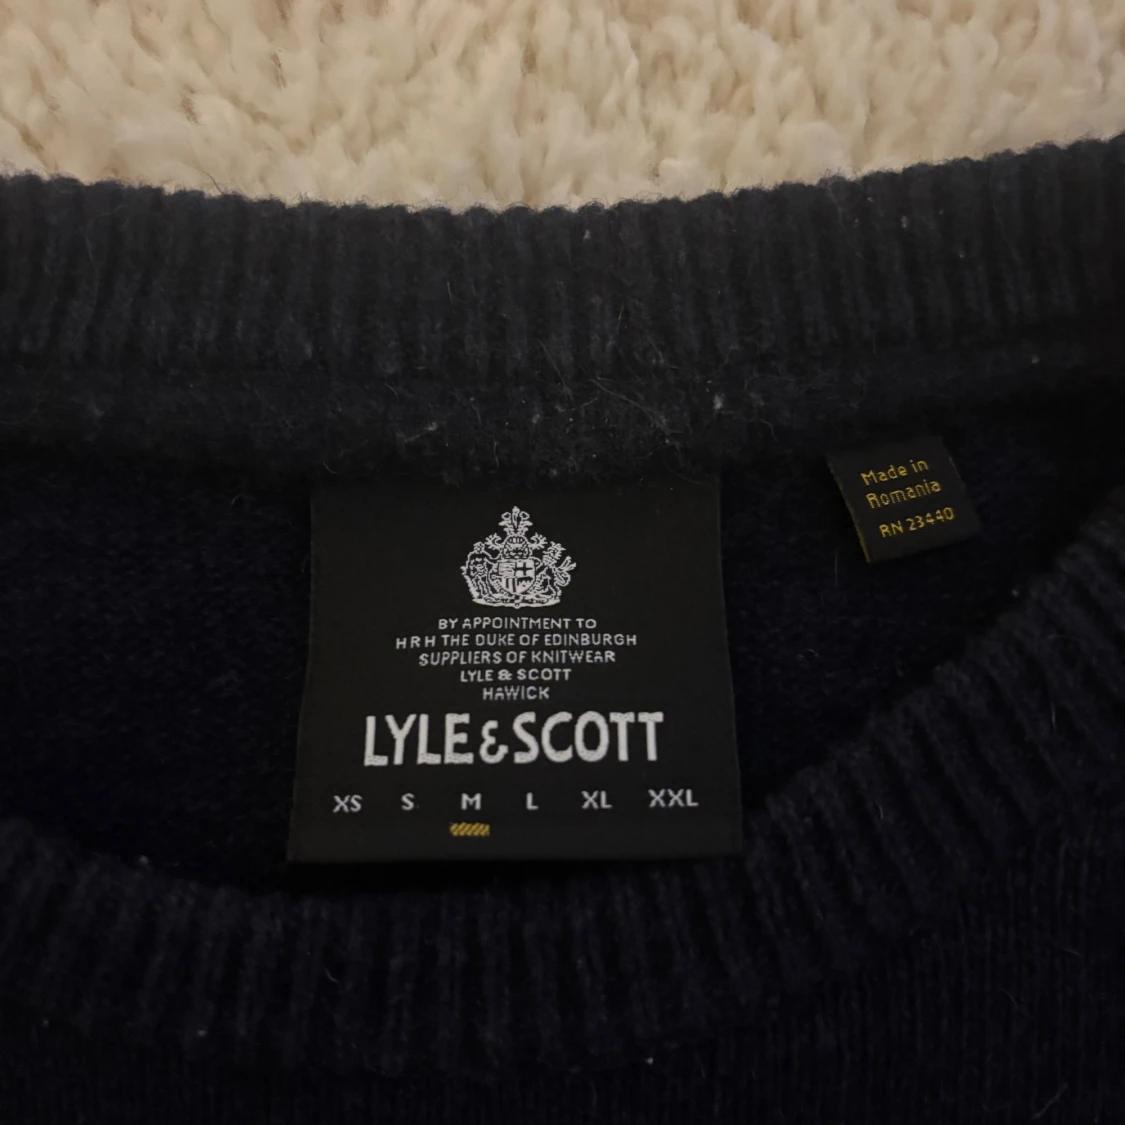 BY APPOINTMENT TO
HRH THE DUKE OF EDINBURGH
SUPPLIERS OF KNITWEAR
LYLE & SCOTT
HAWICK
LYLE & SCOTT
XS S M L XL XXL
Made in
Romania
RN 23440